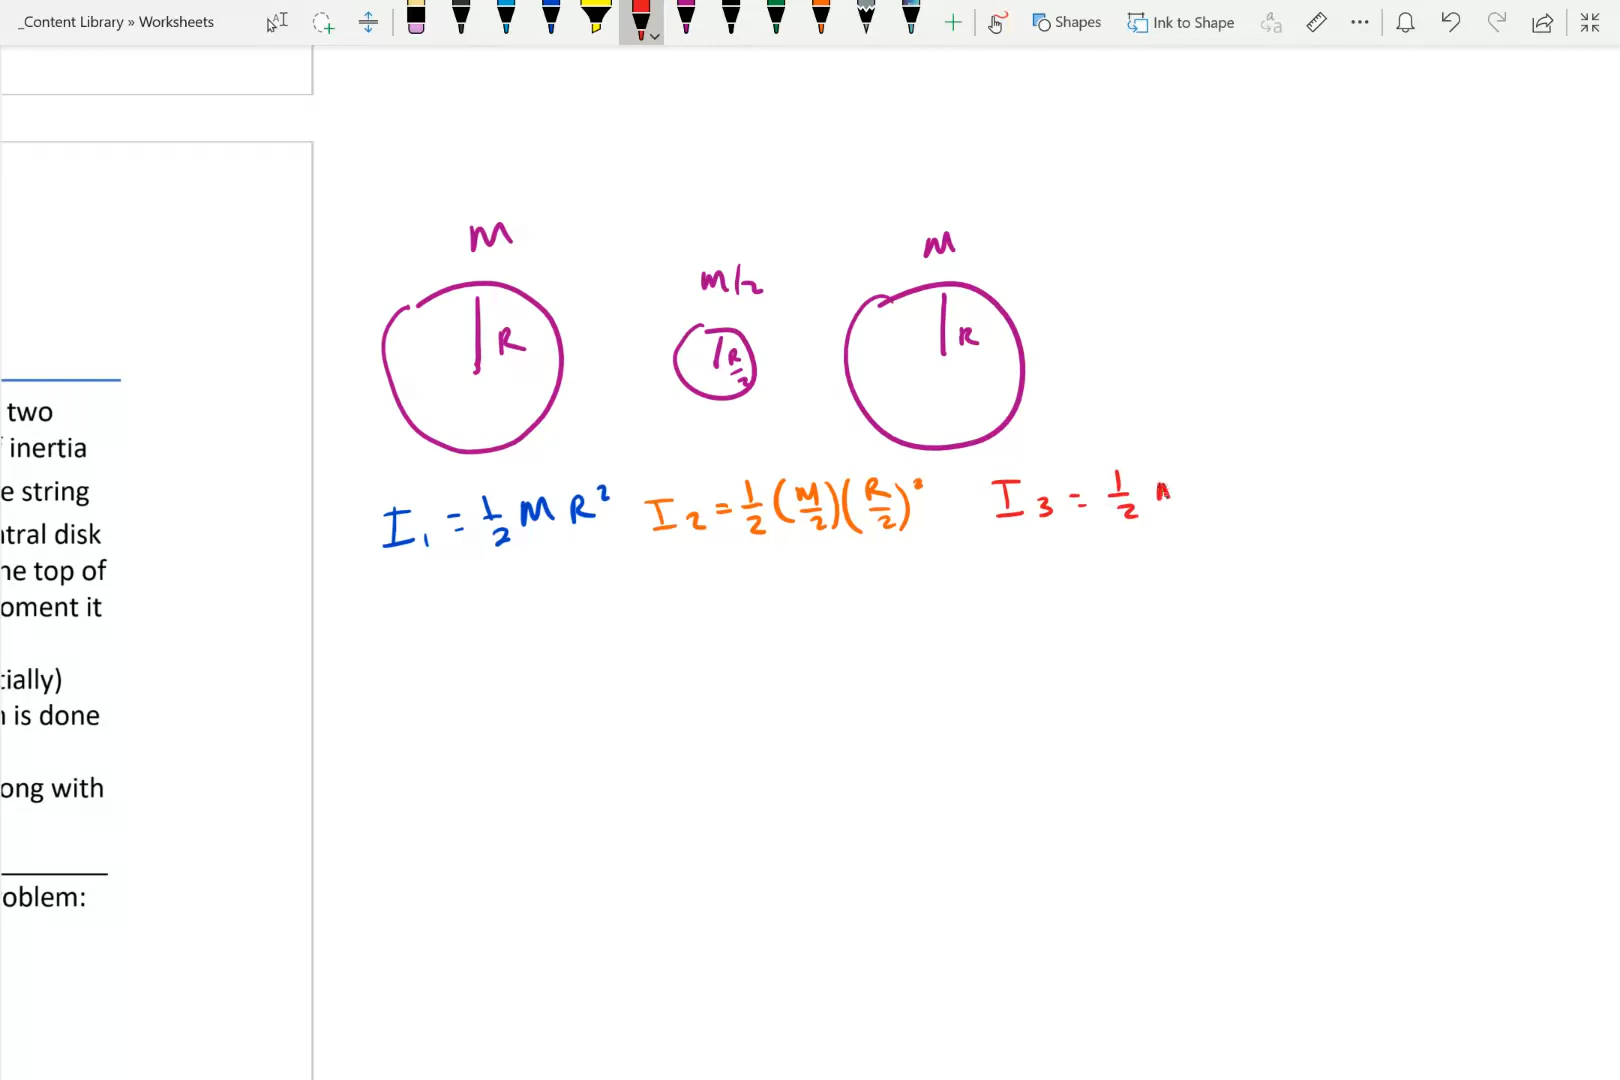 _Content Library » Worksheets
Shapes
Ink to Shape
M
M/2
M
R
R/2
R
two
inertia
e string
ntral disk
he top of
oment it
tially)
n is done
ong with
oblem:
I₁ = 1/2 M R²
I₂ = 1/2 (M/2)(R/2)²
I₃ = 1/2